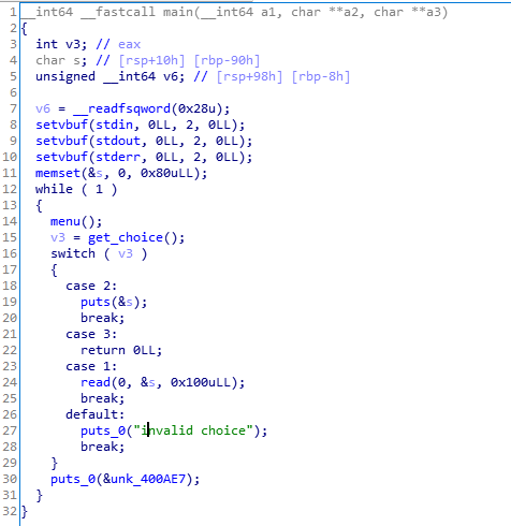 1 __int64 __fastcall main(__int64 a1, char **a2, char **a3)
2 {
3   int v3; // eax
4   char s; // [rsp+10h] [rbp-90h]
5   unsigned __int64 v6; // [rsp+98h] [rbp-8h]
6
7   v6 = __readfsqword(0x28u);
8   setvbuf(stdin, 0LL, 2, 0LL);
9   setvbuf(stdout, 0LL, 2, 0LL);
10   setvbuf(stderr, 0LL, 2, 0LL);
11   memset(&s, 0, 0x80uLL);
12   while ( 1 )
13   {
14     menu();
15     v3 = get_choice();
16     switch ( v3 )
17     {
18       case 2:
19         puts(&s);
20         break;
21       case 3:
22         return 0LL;
23       case 1:
24         read(0, &s, 0x100uLL);
25         break;
26       default:
27         puts_0("invalid choice");
28         break;
29     }
30     puts_0(&unk_400AE7);
31   }
32 }